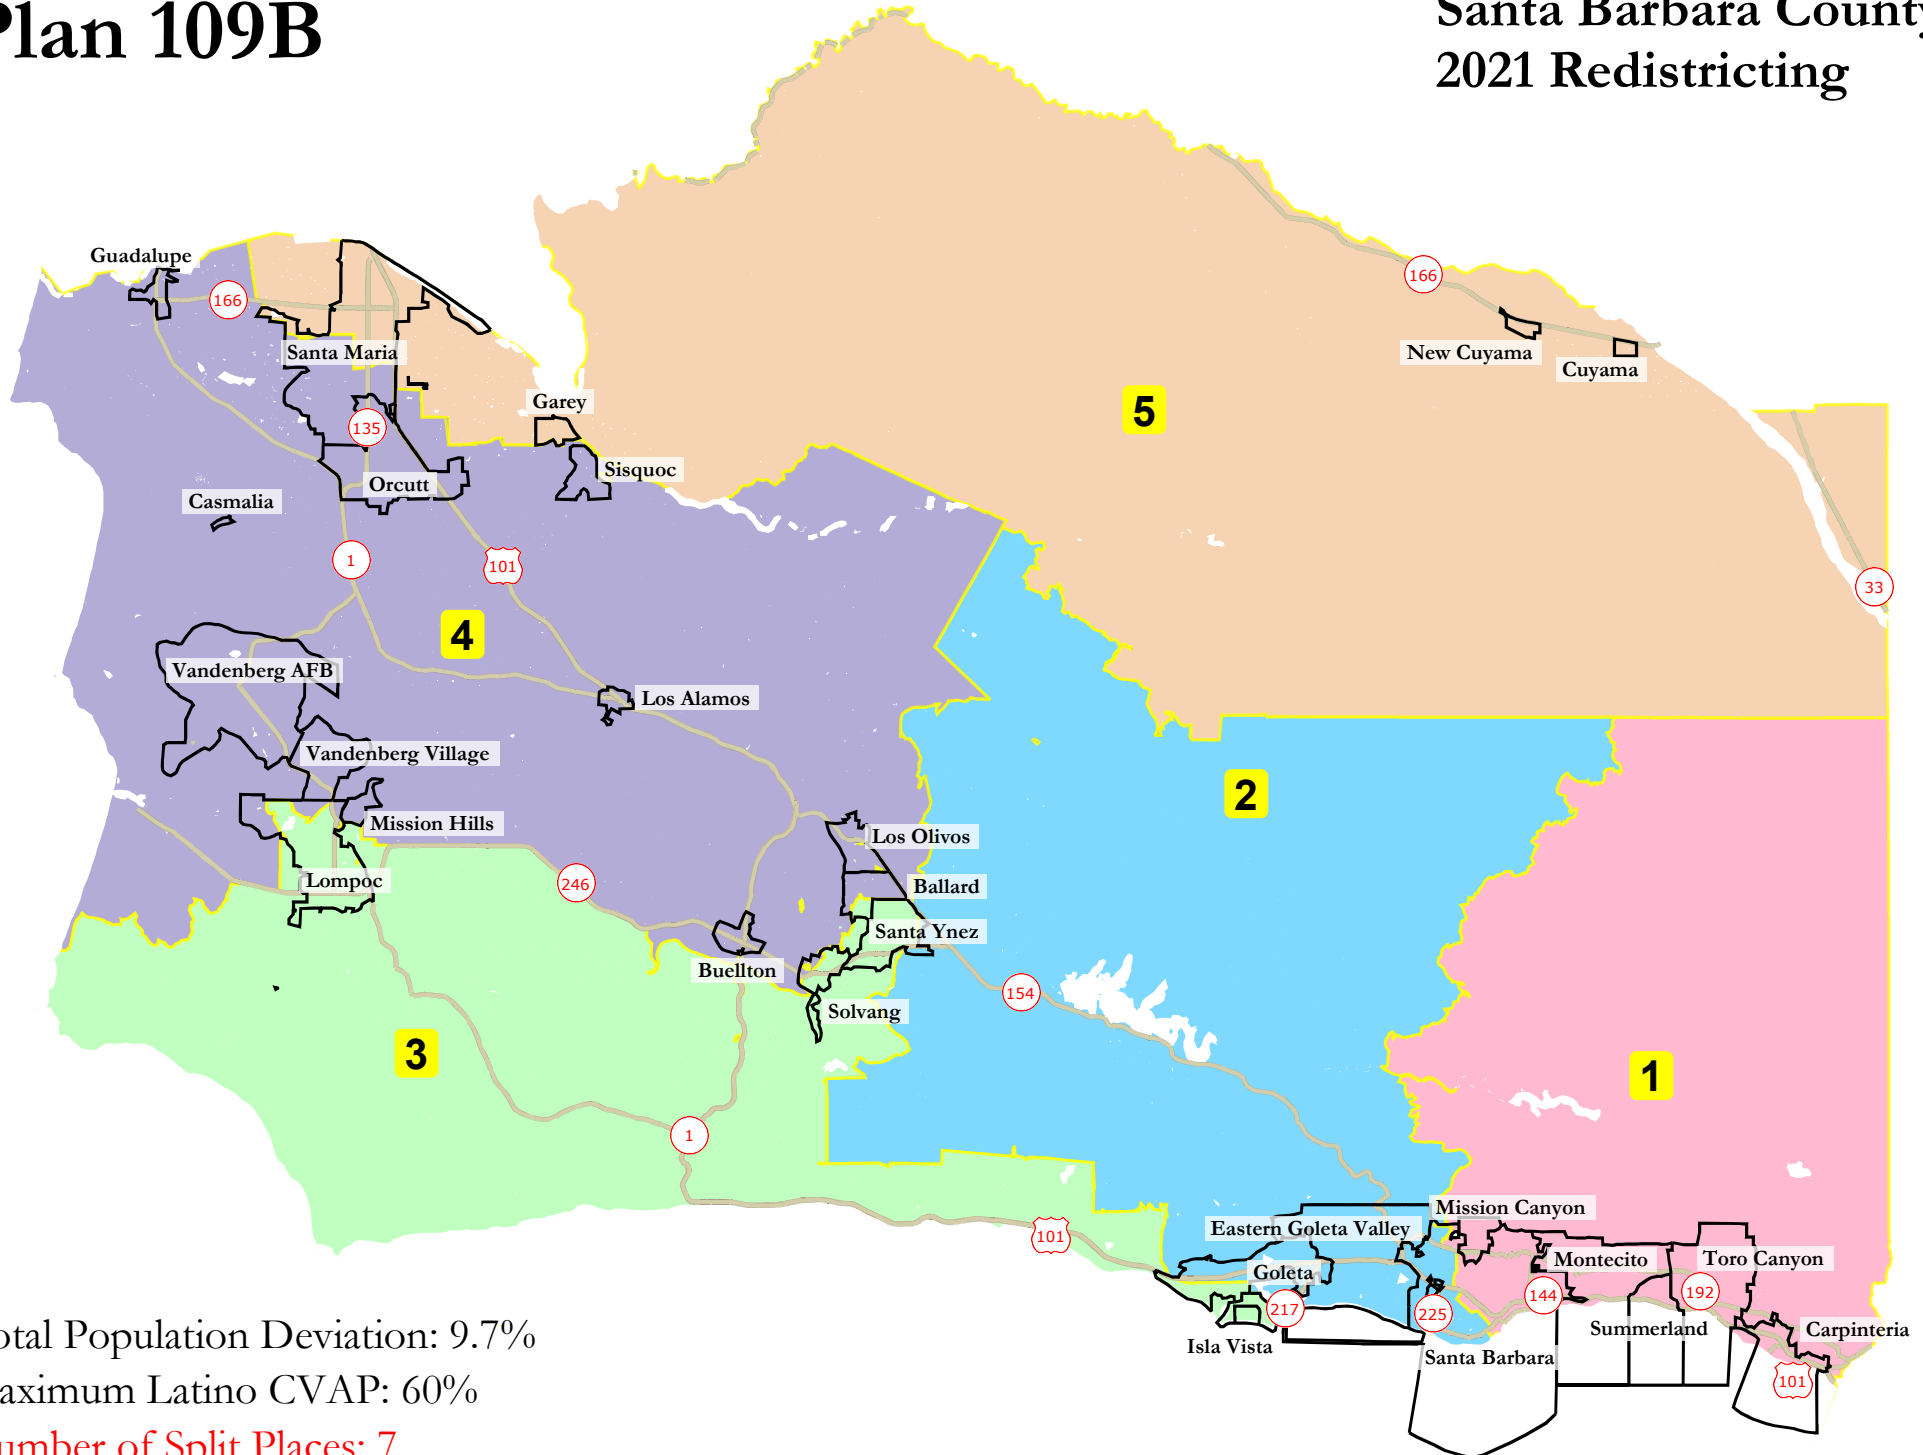 Plan 109B
Santa Barbara County
2021 Redistricting
Guadalupe
166
166
Santa Maria
New Cuyama
Cuyama
Garey
5
135
Sisquoc
Orcutt
Casmalia
1
101
33
4
Vandenberg AFB
Los Alamos
Vandenberg Village
2
Mission Hills
Los Olivos
Lompoc
246
Ballard
Santa Ynez
Buellton
154
Solvang
3
1
1
Mission Canyon
101
Eastern Goleta Valley
Montecito
Toro Canyon
Goleta
217
225
144
192
Isla Vista
Summerland
Carpinteria
Santa Barbara
101
otal Population Deviation: 9.7%
aximum Latino CVAP: 60%
umber of Split Places: 7